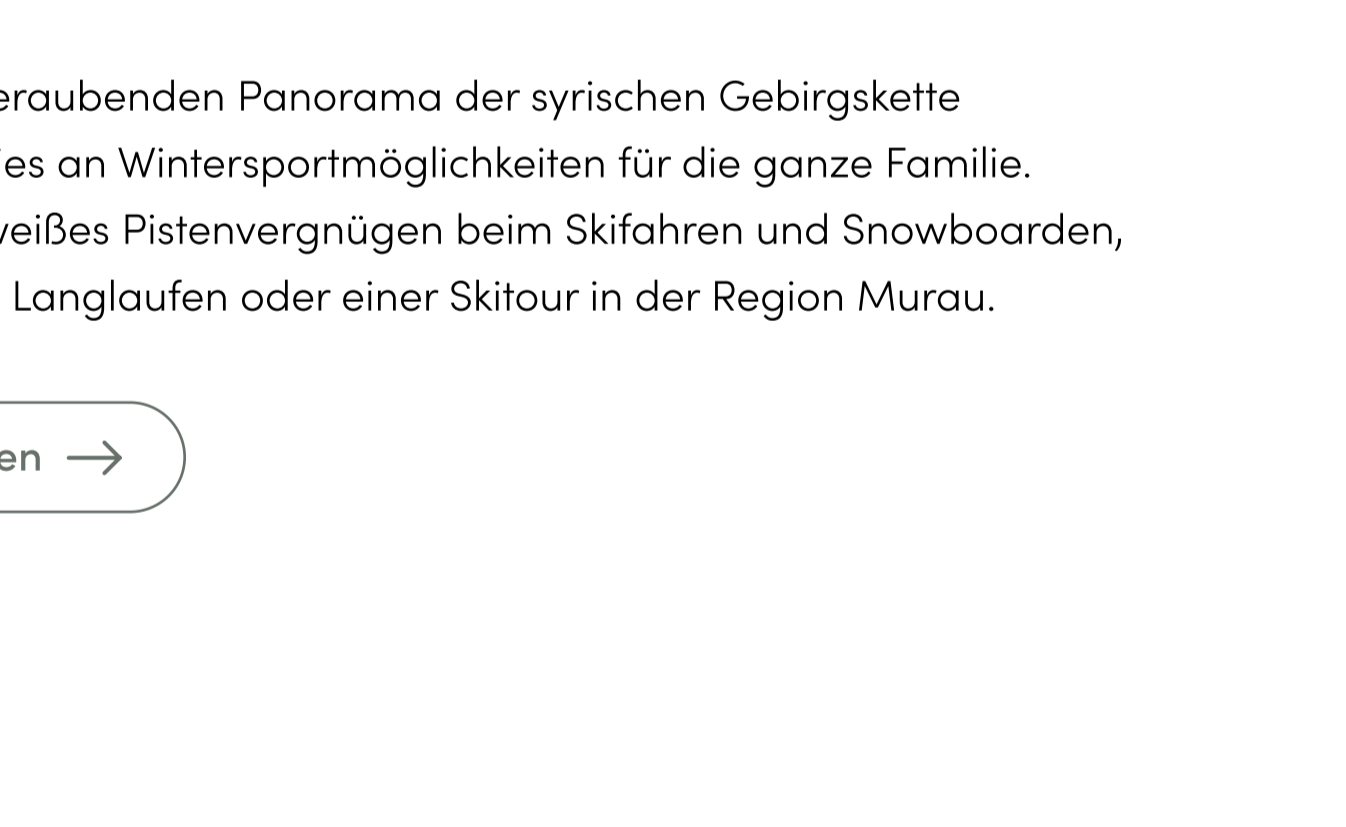 eraubenden Panorama der syrischen Gebirgskette
es an Wintersportmöglichkeiten für die ganze Familie.
weißes Pistenvergnügen beim Skifahren und Snowboarden,
Langlaufen oder einer Skitour in der Region Murau.
en